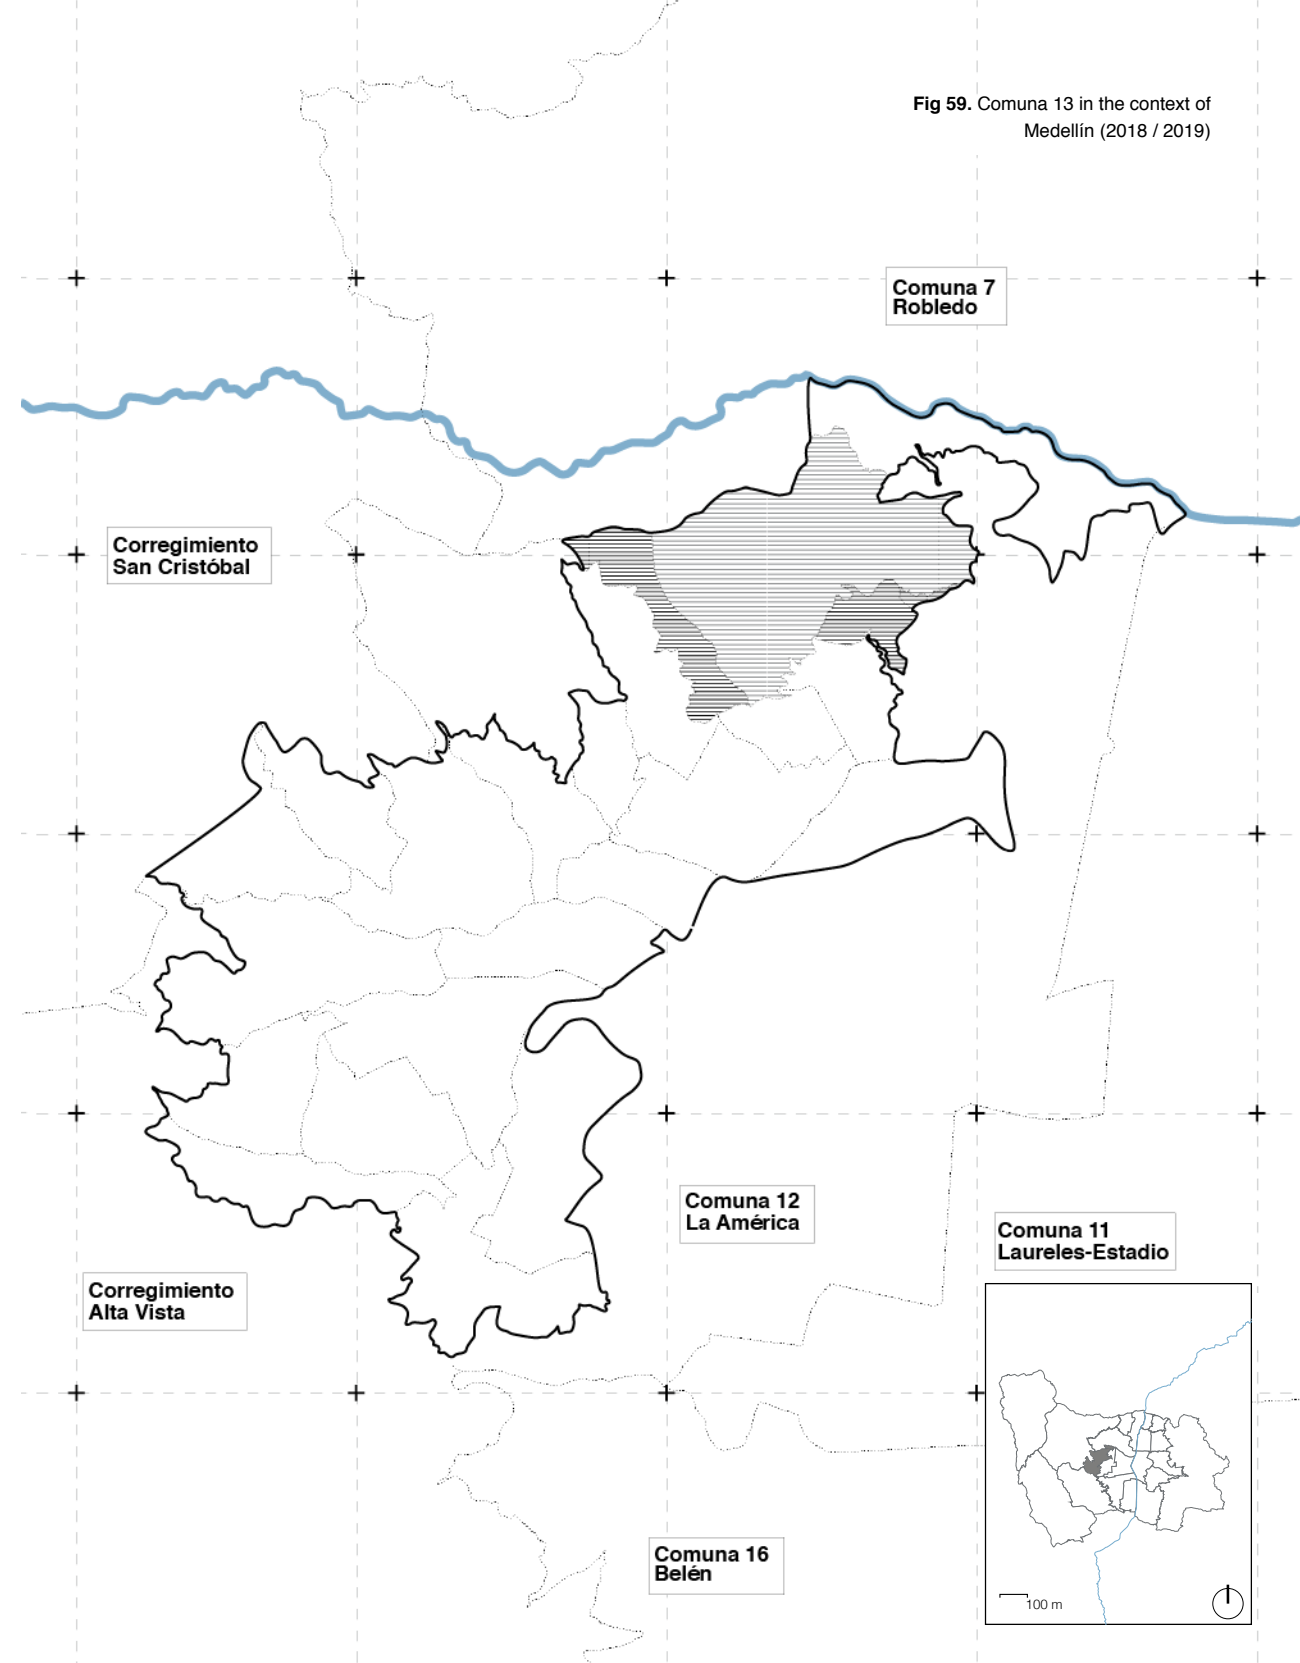 Fig 59. Comuna 13 in the context of
Medellín (2018 / 2019)
Comuna 7
Robledo
Corregimiento
San Cristóbal
Comuna 12
La América
Comuna 11
Laureles-Estadio
Corregimiento
Alta Vista
Comuna 16
Belén
100 m